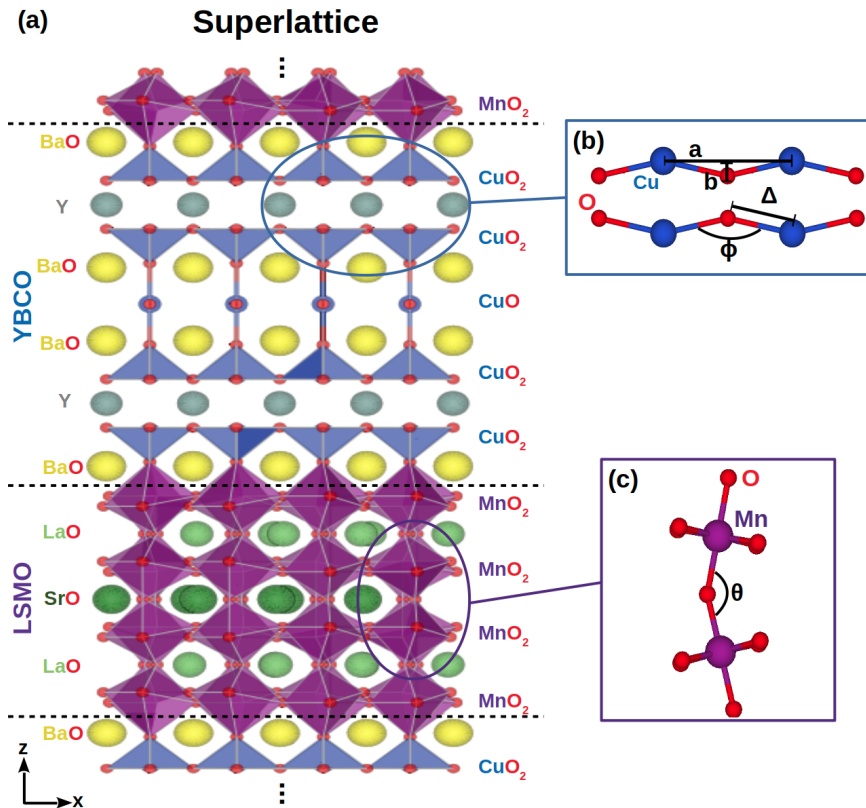 (a)
Superlattice
...
MnO2
BaO
CuO2
Y
CuO2
BaO
CuO
BaO
CuO2
Y
CuO2
BaO
MnO2
LaO
MnO2
SrO
MnO2
LaO
MnO2
BaO
CuO2
...
YBCO
LSMO
z
x
(b)
a
b
Cu
Δ
O
ϕ
(c)
O
Mn
θ